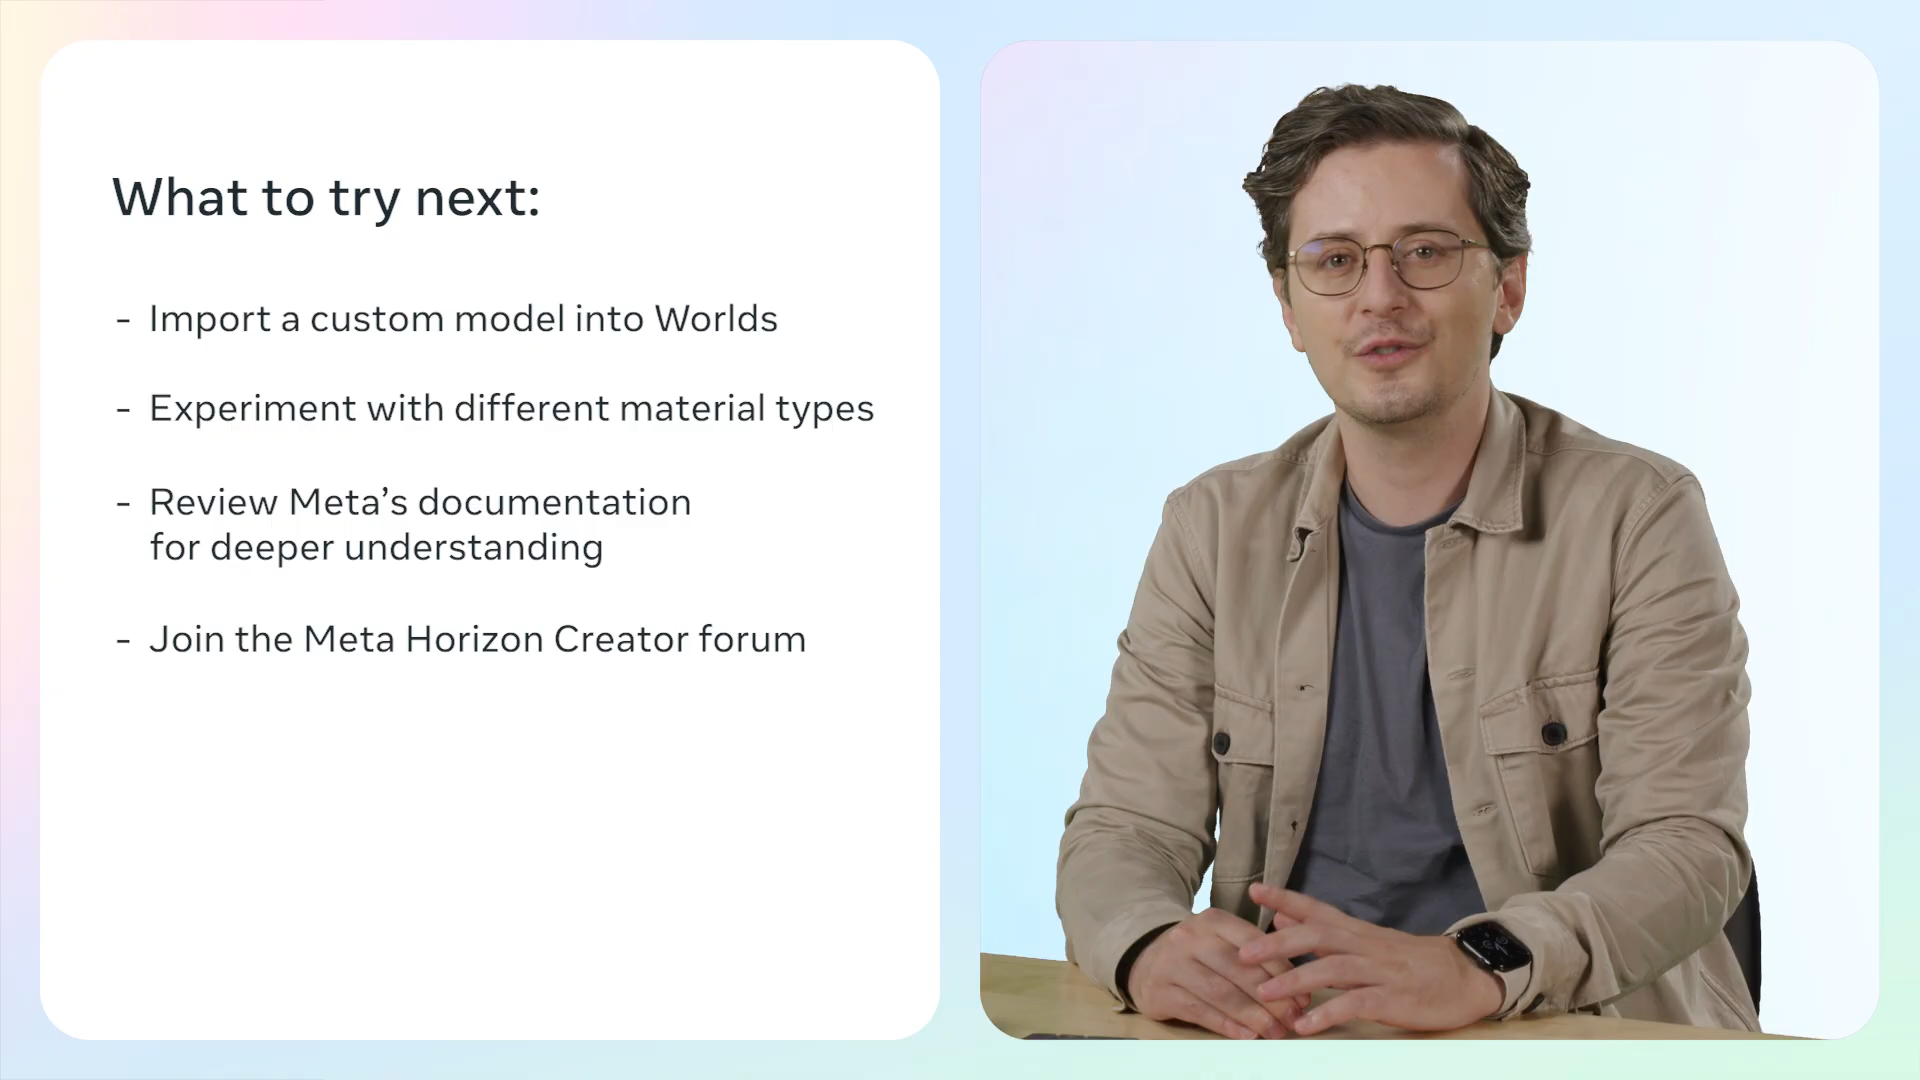 What to try next:
- Import a custom model into Worlds
- Experiment with different material types
- Review Meta’s documentation
for deeper understanding
- Join the Meta Horizon Creator forum